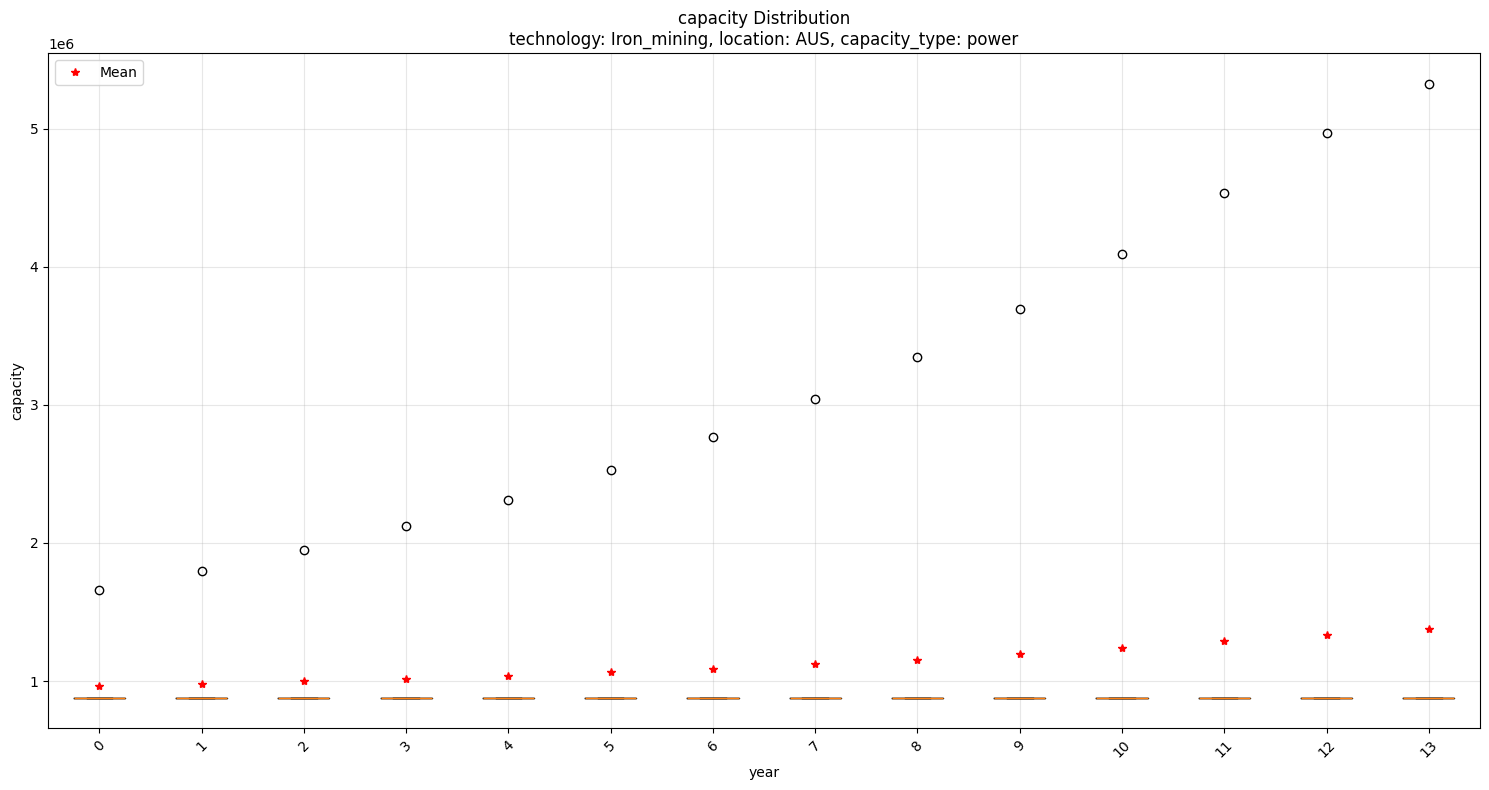 capacity Distribution
technology: Iron_mining, location: AUS, capacity_type: power
1e6
Mean
5
4
3
2
1
capacity
0 1 2 3 4 5 6 7 8 9 10 11 12 13
year